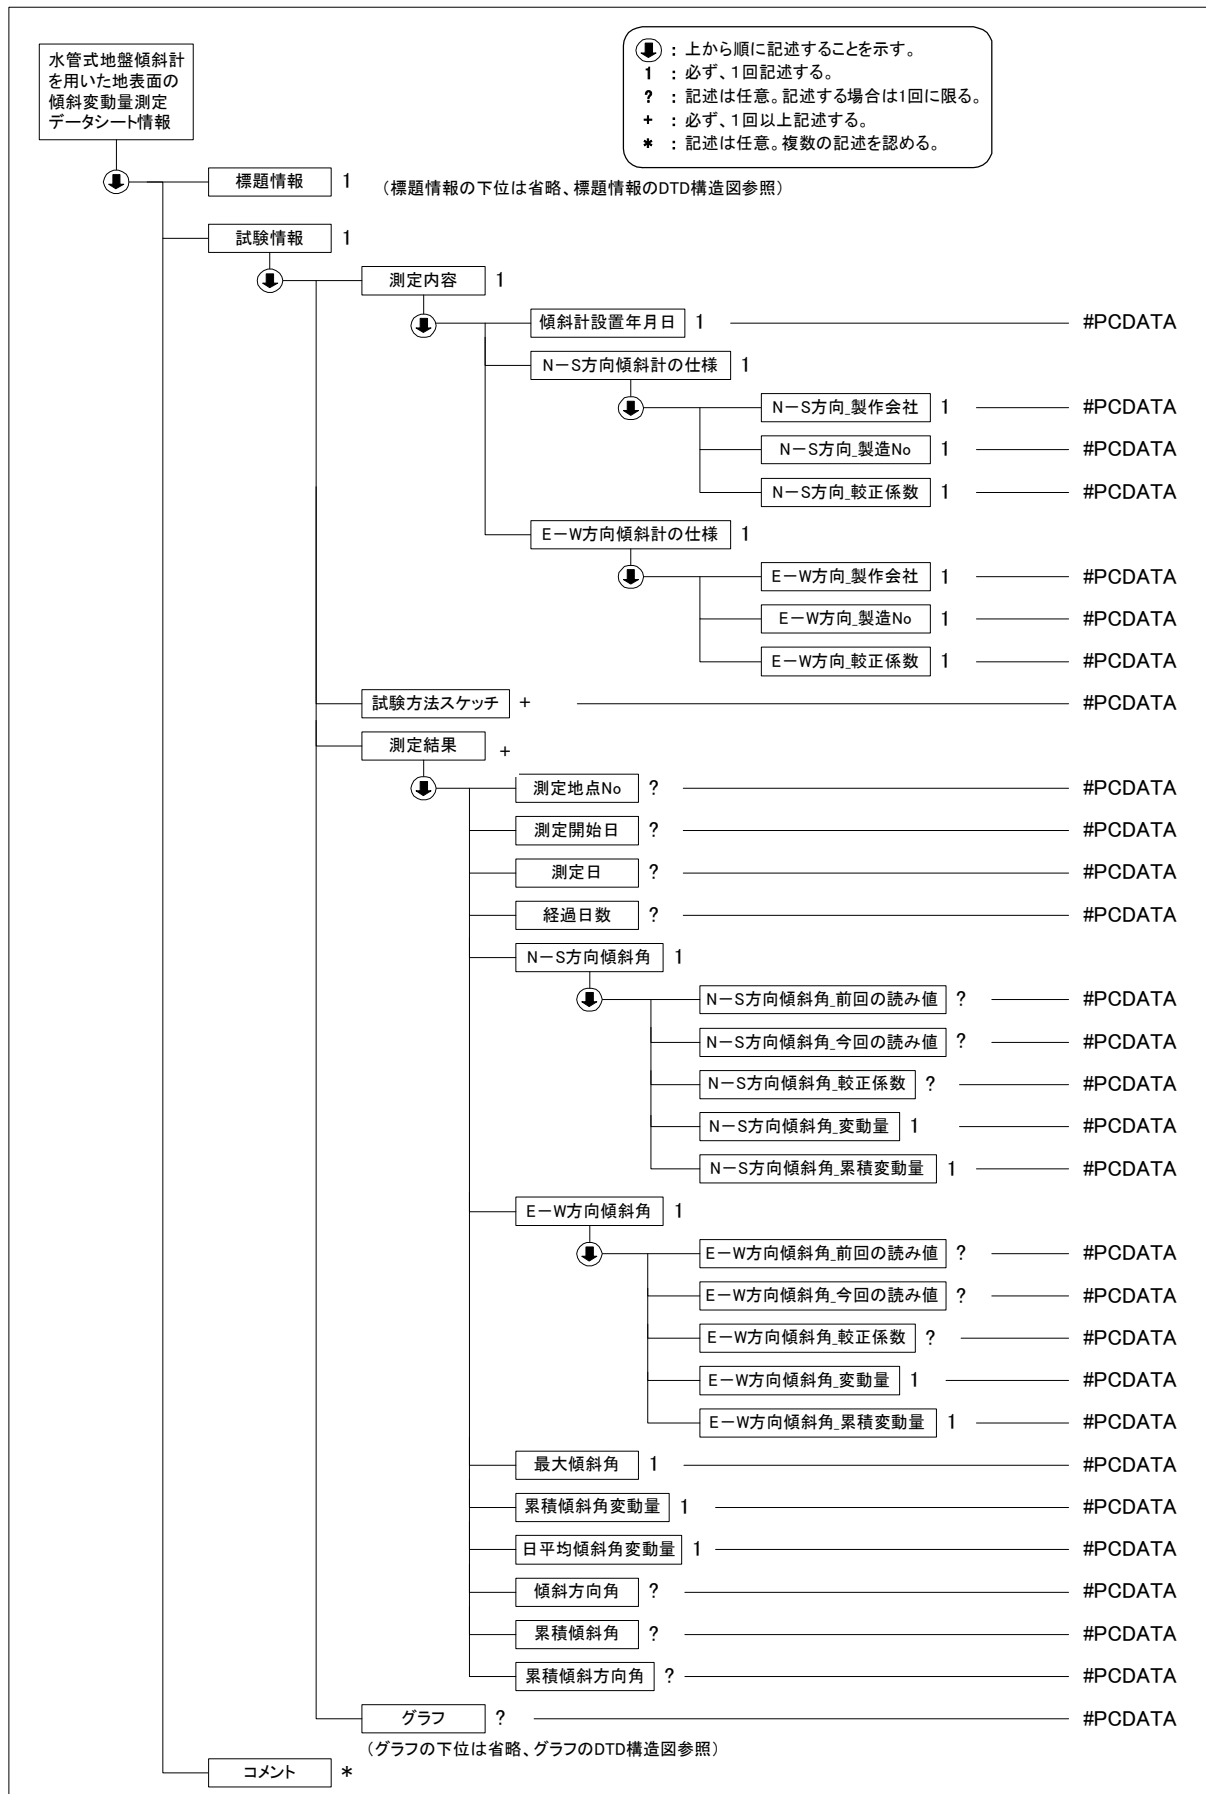 水管式地盤傾斜計
を用いた地表面の
傾斜変動量測定
データシート情報
: 上から順に記述することを示す。
1 : 必ず、1回記述する。
? : 記述は任意。記述する場合は1回に限る。
+ : 必ず、1回以上記述する。
* : 記述は任意。複数の記述を認める。
標題情報 1 (標題情報の下位は省略、標題情報のDTD構造図参照)
試験情報 1
測定内容 1
傾斜計設置年月日 1 #PCDATA
N-S方向傾斜計の仕様 1
N-S方向_製作会社 1 #PCDATA
N-S方向_製造No 1 #PCDATA
N-S方向_較正係数 1 #PCDATA
E-W方向傾斜計の仕様 1
E-W方向_製作会社 1 #PCDATA
E-W方向_製造No 1 #PCDATA
E-W方向_較正係数 1 #PCDATA
試験方法スケッチ + #PCDATA
測定結果 +
測定地点No ? #PCDATA
測定開始日 ? #PCDATA
測定日 ? #PCDATA
経過日数 ? #PCDATA
N-S方向傾斜角 1
N-S方向傾斜角_前回の読み値 ? #PCDATA
N-S方向傾斜角_今回の読み値 ? #PCDATA
N-S方向傾斜角_較正係数 ? #PCDATA
N-S方向傾斜角_変動量 1 #PCDATA
N-S方向傾斜角_累積変動量 1 #PCDATA
E-W方向傾斜角 1
E-W方向傾斜角_前回の読み値 ? #PCDATA
E-W方向傾斜角_今回の読み値 ? #PCDATA
E-W方向傾斜角_較正係数 ? #PCDATA
E-W方向傾斜角_変動量 1 #PCDATA
E-W方向傾斜角_累積変動量 1 #PCDATA
最大傾斜角 1 #PCDATA
累積傾斜角変動量 1 #PCDATA
日平均傾斜角変動量 1 #PCDATA
傾斜方向角 ? #PCDATA
累積傾斜角 ? #PCDATA
累積傾斜方向角 ? #PCDATA
グラフ ? #PCDATA
(グラフの下位は省略、グラフのDTD構造図参照)
コメント *